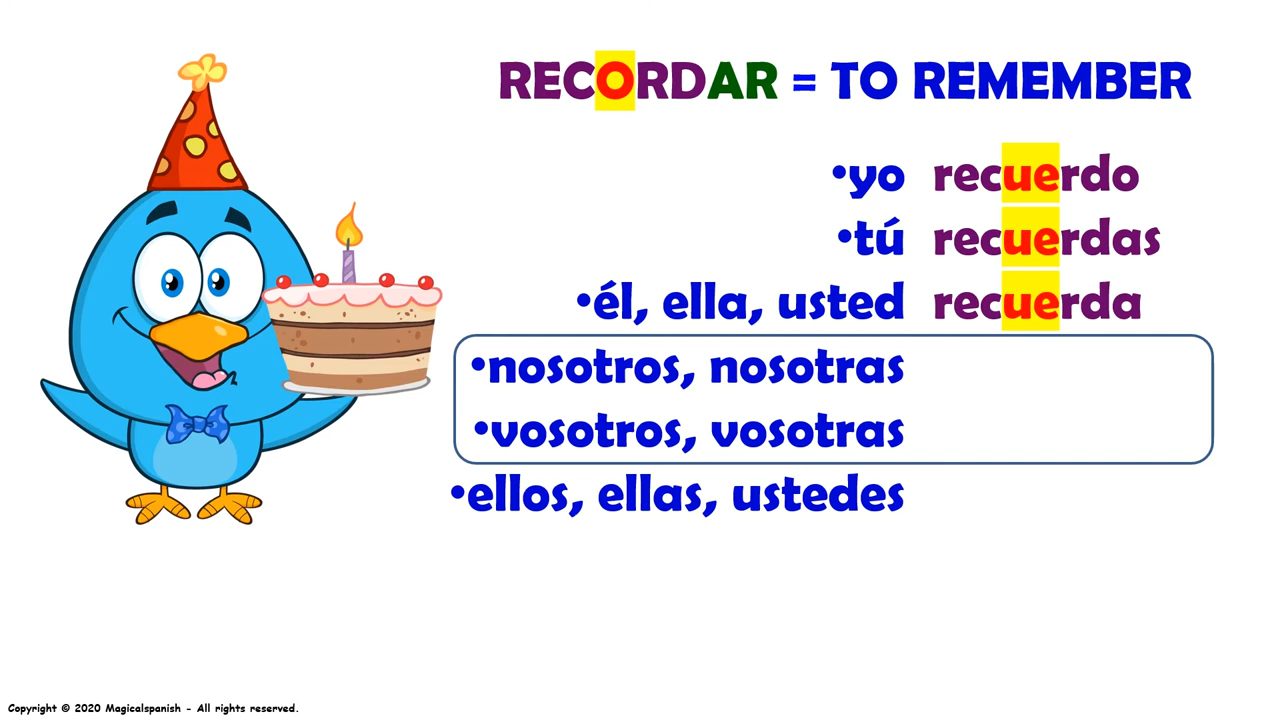 RECORDAR = TO REMEMBER
•yo recuerdo
•tú recuerdas
•él, ella, usted recuerda
•nosotros, nosotras
•vosotros, vosotras
•ellos, ellas, ustedes
Copyright © 2020 Magicalspanish - All rights reserved.